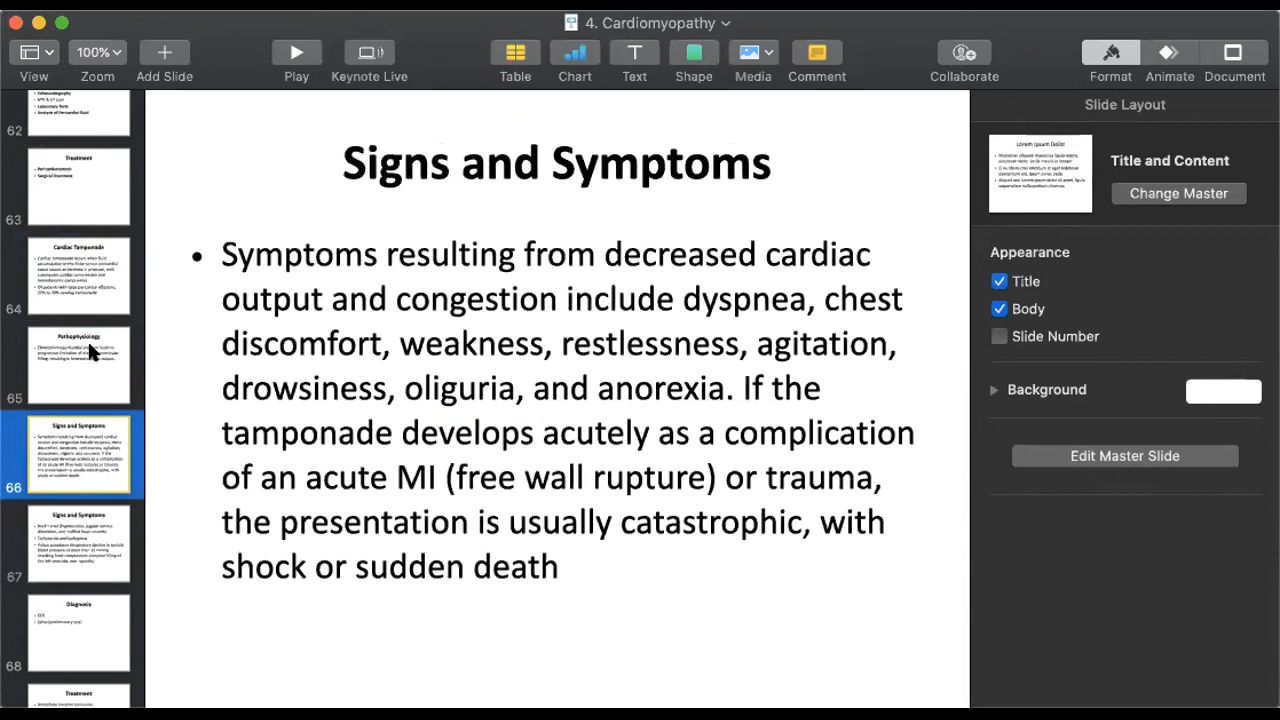 4. Cardiomyopathy
100%
View
Zoom
Add Slide
Play
Keynote Live
Table
Chart
Text
Shape
Media
Comment
Collaborate
Format
Animate
Document
62
Treatment
63
Cardiac Tamponade
64
Pathophysiology
65
Signs and Symptoms
66
Signs and Symptoms
67
Diagnosis
68
Treatment
Signs and Symptoms
• Symptoms resulting from decreased cardiac
output and congestion include dyspnea, chest
discomfort, weakness, restlessness, agitation,
drowsiness, oliguria, and anorexia. If the
tamponade develops acutely as a complication
of an acute MI (free wall rupture) or trauma,
the presentation is usually catastrophic, with
shock or sudden death
Slide Layout
Lorem Ipsum Dolor
Title and Content
Change Master
Appearance
Title
Body
Slide Number
Background
Edit Master Slide